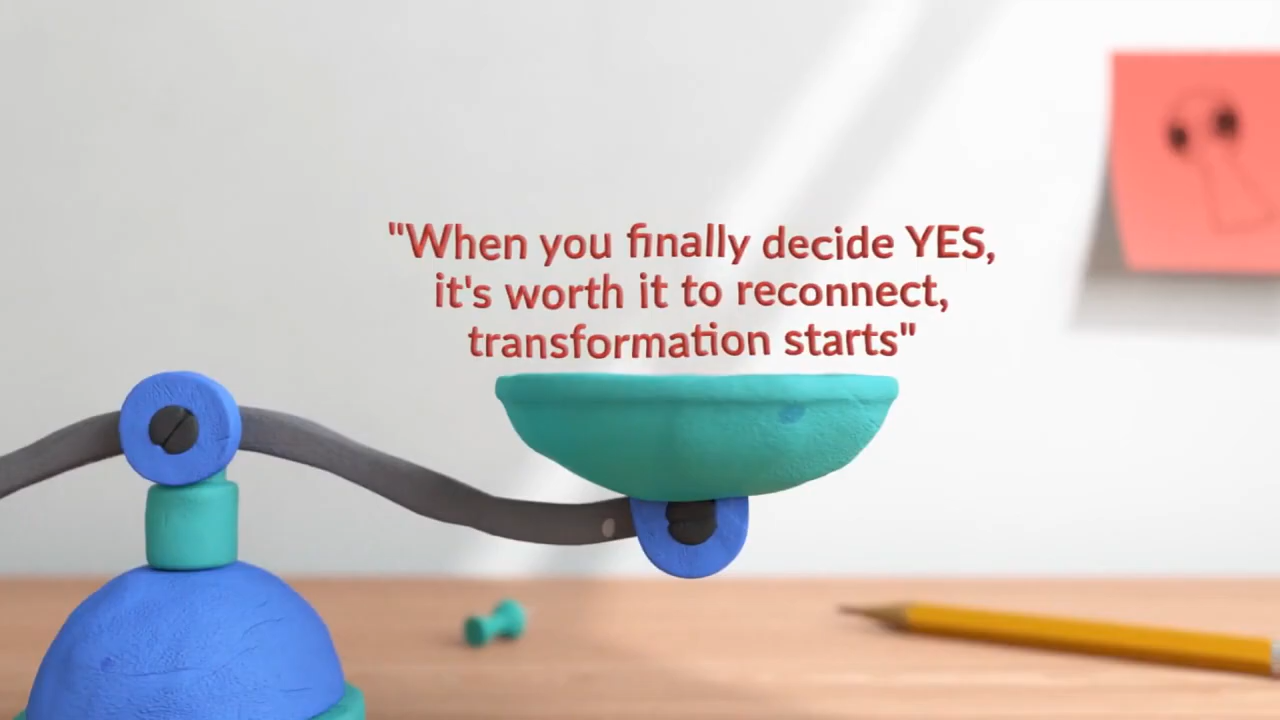 "When you finally decide YES,
it's worth it to reconnect,
transformation starts"